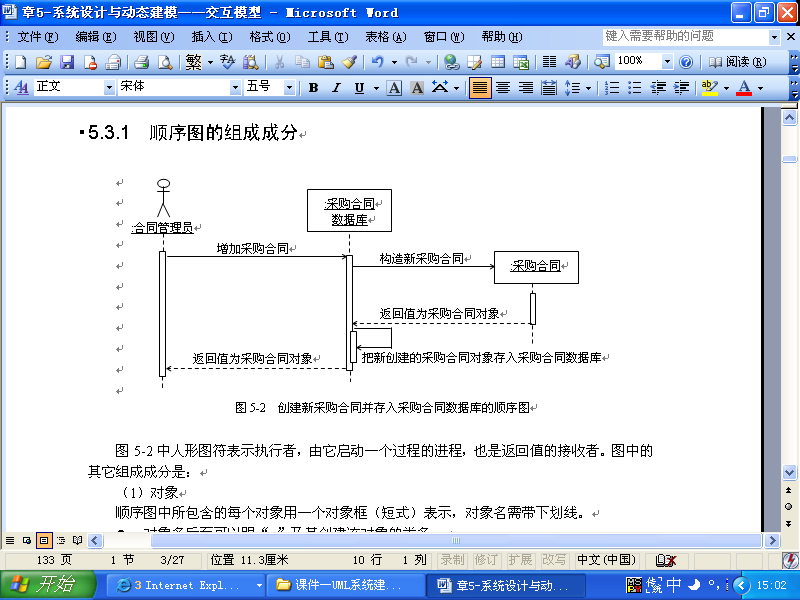 章5-系统设计与动态建模——交互模型 - Microsoft Word
文件(F) 编辑(E) 视图(V) 插入(I) 格式(O) 工具(T) 表格(A) 窗口(W) 帮助(H) 键入需要帮助的问题
繁 100% 阅读(R)
正文 宋体 五号 B I U A A A ab A
5.3.1 顺序图的组成成分
:采购合同
数据库
:合同管理员
增加采购合同
构造新采购合同
:采购合同
返回值为采购合同对象
返回值为采购合同对象
把新创建的采购合同对象存入采购合同数据库
图 5-2 创建新采购合同并存入采购合同数据库的顺序图
图 5-2 中人形图符表示执行者，由它启动一个过程的进程，也是返回值的接收者。图中的
其它组成成分是：
（1）对象
顺序图中所包含的每个对象用一个对象框（短式）表示，对象名需带下划线。
133 页 1 节 3/27 位置 11.3厘米 10 行 1 列 录制 修订 扩展 改写 中文(中国)
开始 3 Internet Expl... 课件一UML系统建... 章5-系统设计与动... 中 15:02